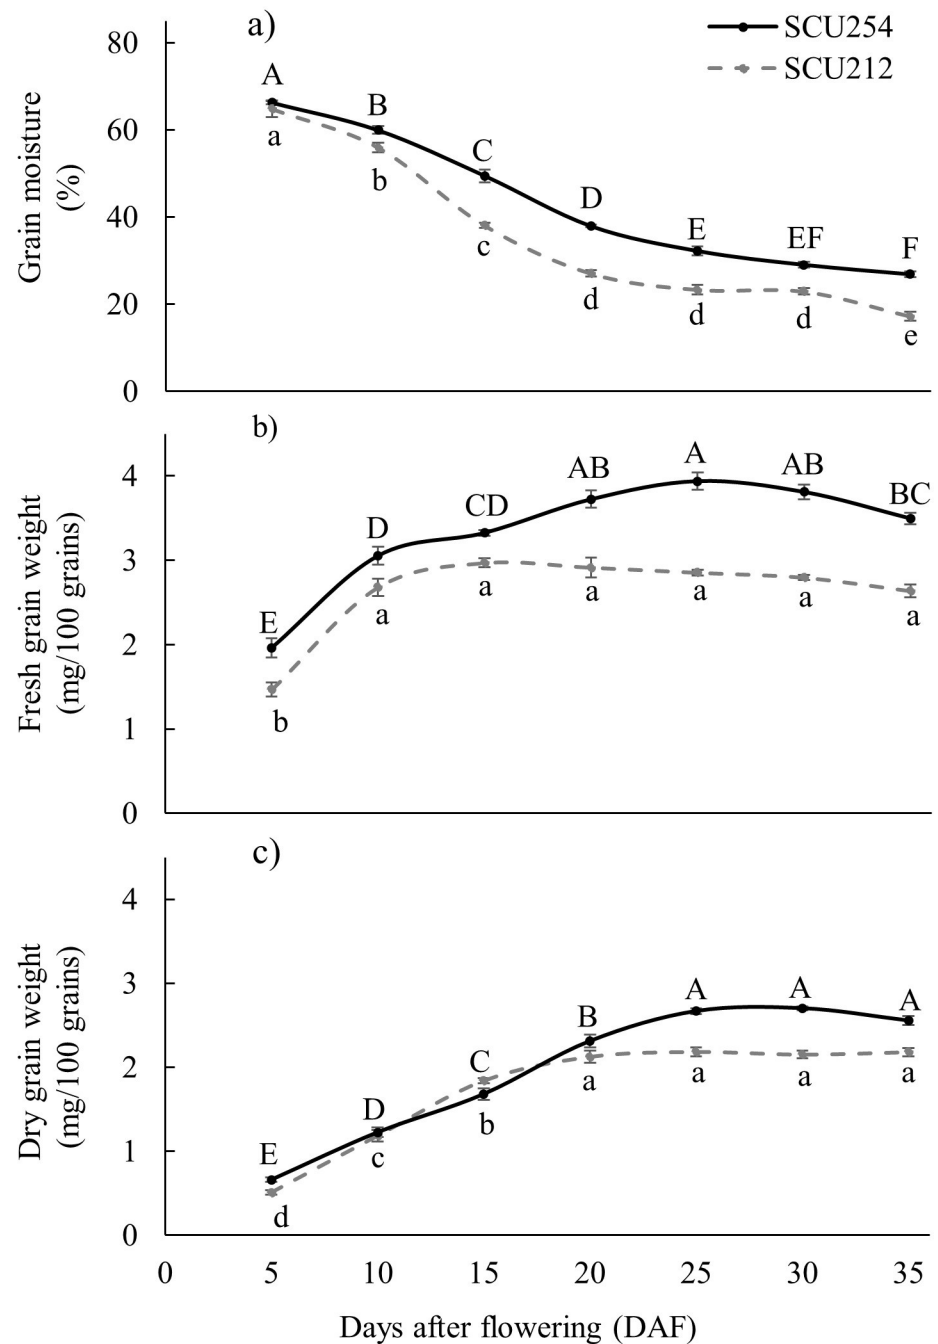 a)
SCU254
SCU212
80
60
40
20
0
Grain moisture
(%)
A
B
C
D
E
EF
F
a
b
c
d
d
d
e
b)
4
3
2
1
0
Fresh grain weight
(mg/100 grains)
E
D
CD
AB
A
AB
BC
b
a
a
a
a
a
a
c)
4
3
2
1
0
Dry grain weight
(mg/100 grains)
E
D
C
B
A
A
A
d
c
b
a
a
a
a
0 5 10 15 20 25 30 35
Days after flowering (DAF)